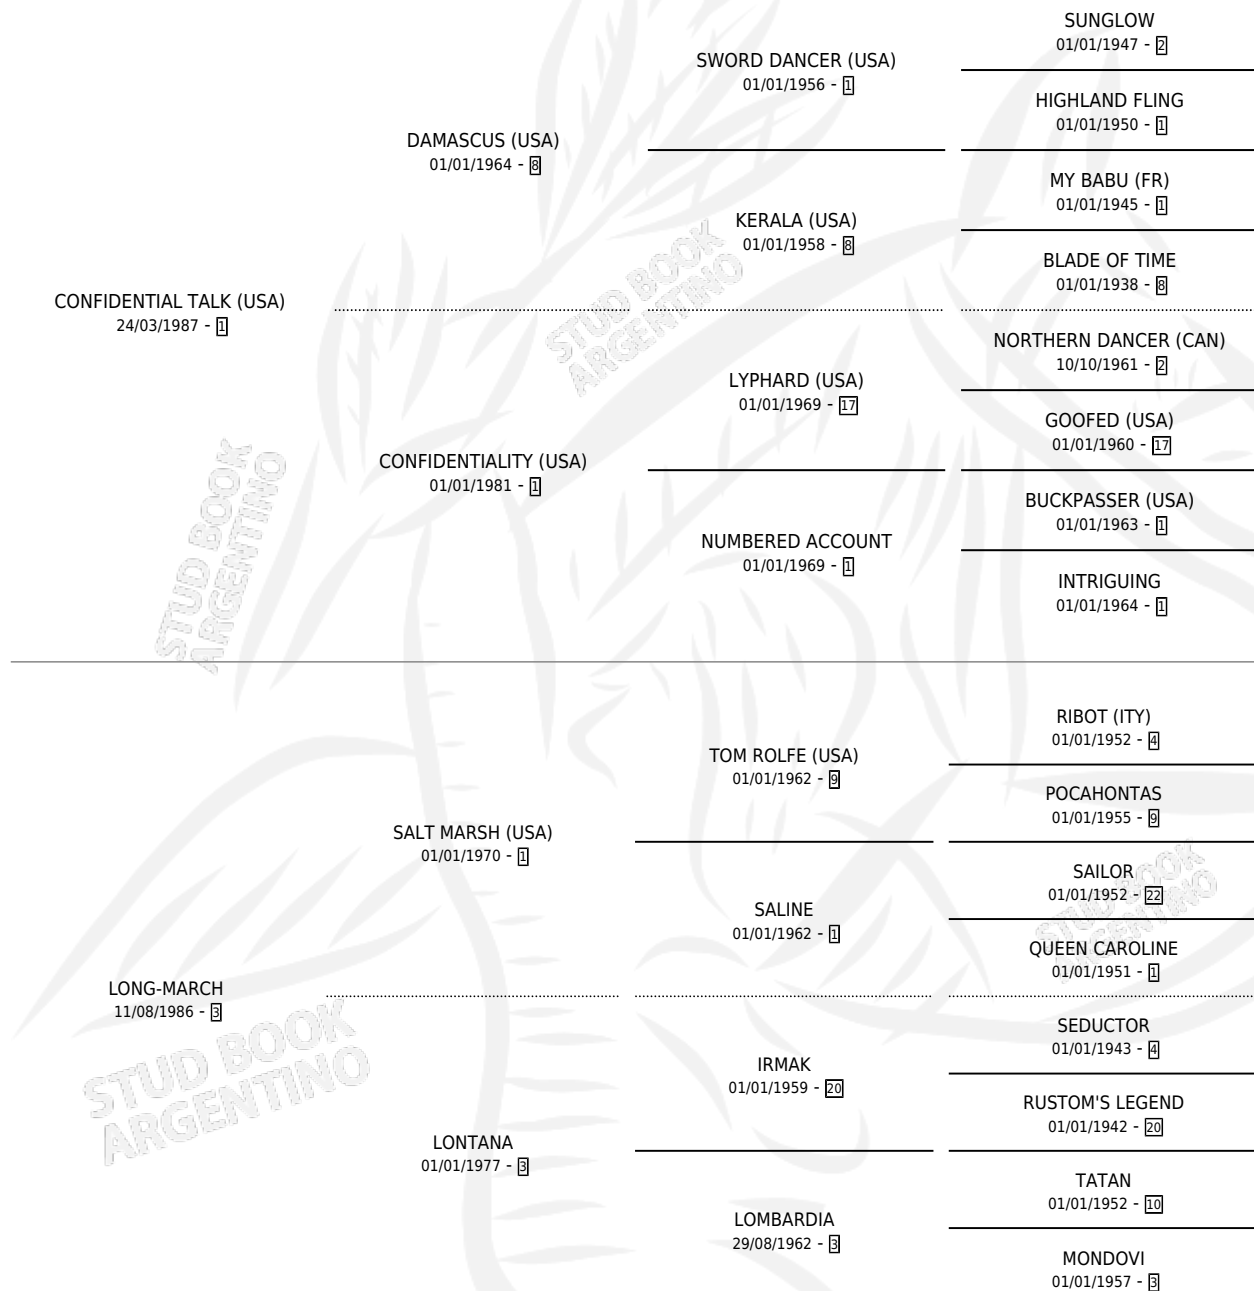 SUNGLOW
01/01/1947 - 2
SWORD DANCER (USA)
01/01/1956 - 1
HIGHLAND FLING
01/01/1950 - 1
DAMASCUS (USA)
01/01/1964 - 8
MY BABU (FR)
01/01/1945 - 1
KERALA (USA)
01/01/1958 - 8
BLADE OF TIME
01/01/1938 - 8
CONFIDENTIAL TALK (USA)
24/03/1987 - 1
NORTHERN DANCER (CAN)
10/10/1961 - 2
LYPHARD (USA)
01/01/1969 - 17
GOOFED (USA)
01/01/1960 - 17
CONFIDENTIALITY (USA)
01/01/1981 - 1
BUCKPASSER (USA)
01/01/1963 - 1
NUMBERED ACCOUNT
01/01/1969 - 1
INTRIGUING
01/01/1964 - 1
RIBOT (ITY)
01/01/1952 - 4
TOM ROLFE (USA)
01/01/1962 - 9
POCAHONTAS
01/01/1955 - 9
SALT MARSH (USA)
01/01/1970 - 1
SAILOR
01/01/1952 - 22
SALINE
01/01/1962 - 1
QUEEN CAROLINE
01/01/1951 - 1
LONG-MARCH
11/08/1986 - 3
SEDUCTOR
01/01/1943 - 4
IRMAK
01/01/1959 - 20
RUSTOM'S LEGEND
01/01/1942 - 20
LONTANA
01/01/1977 - 3
TATAN
01/01/1952 - 10
LOMBARDIA
29/08/1962 - 3
MONDOVI
01/01/1957 - 3
STUD BOOK
ARGENTINO
STUD BOOK
ARGENTINO
STUD BOOK
ARGENTINO
STUD BOOK
ARGENTINO